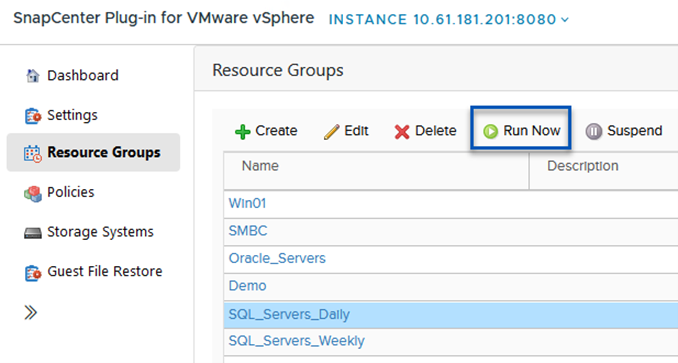 SnapCenter Plug-in for VMware vSphere INSTANCE 10.61.181.201:8080
Dashboard
Settings
Resource Groups
Policies
Storage Systems
Guest File Restore
Resource Groups
Create Edit Delete Run Now Suspend
Name Description
Win01
SMBC
Oracle_Servers
Demo
SQL_Servers_Daily
SQL_Servers_Weekly